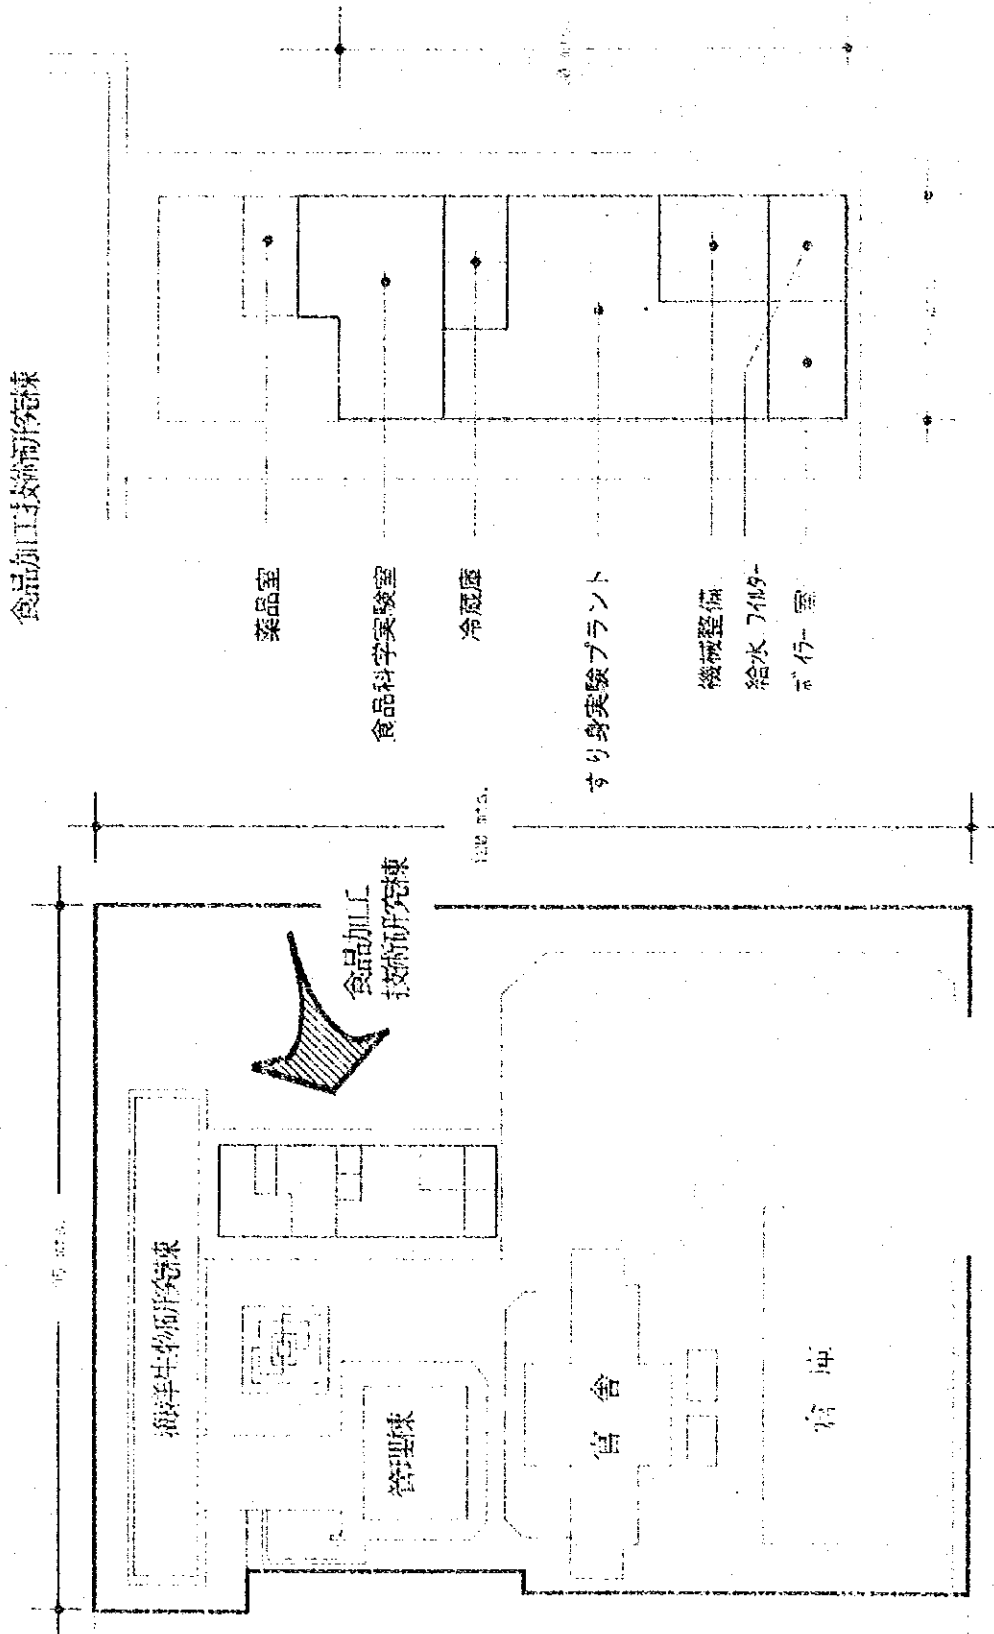 食品加工技術研究棟
薬品室
食品科学実験室
冷蔵庫
すり身実験プラント
機械整備
給水フィルター
ボイラー室
食品加工
技術研究棟
海洋生物研究棟
管理棟
官舎
倉庫